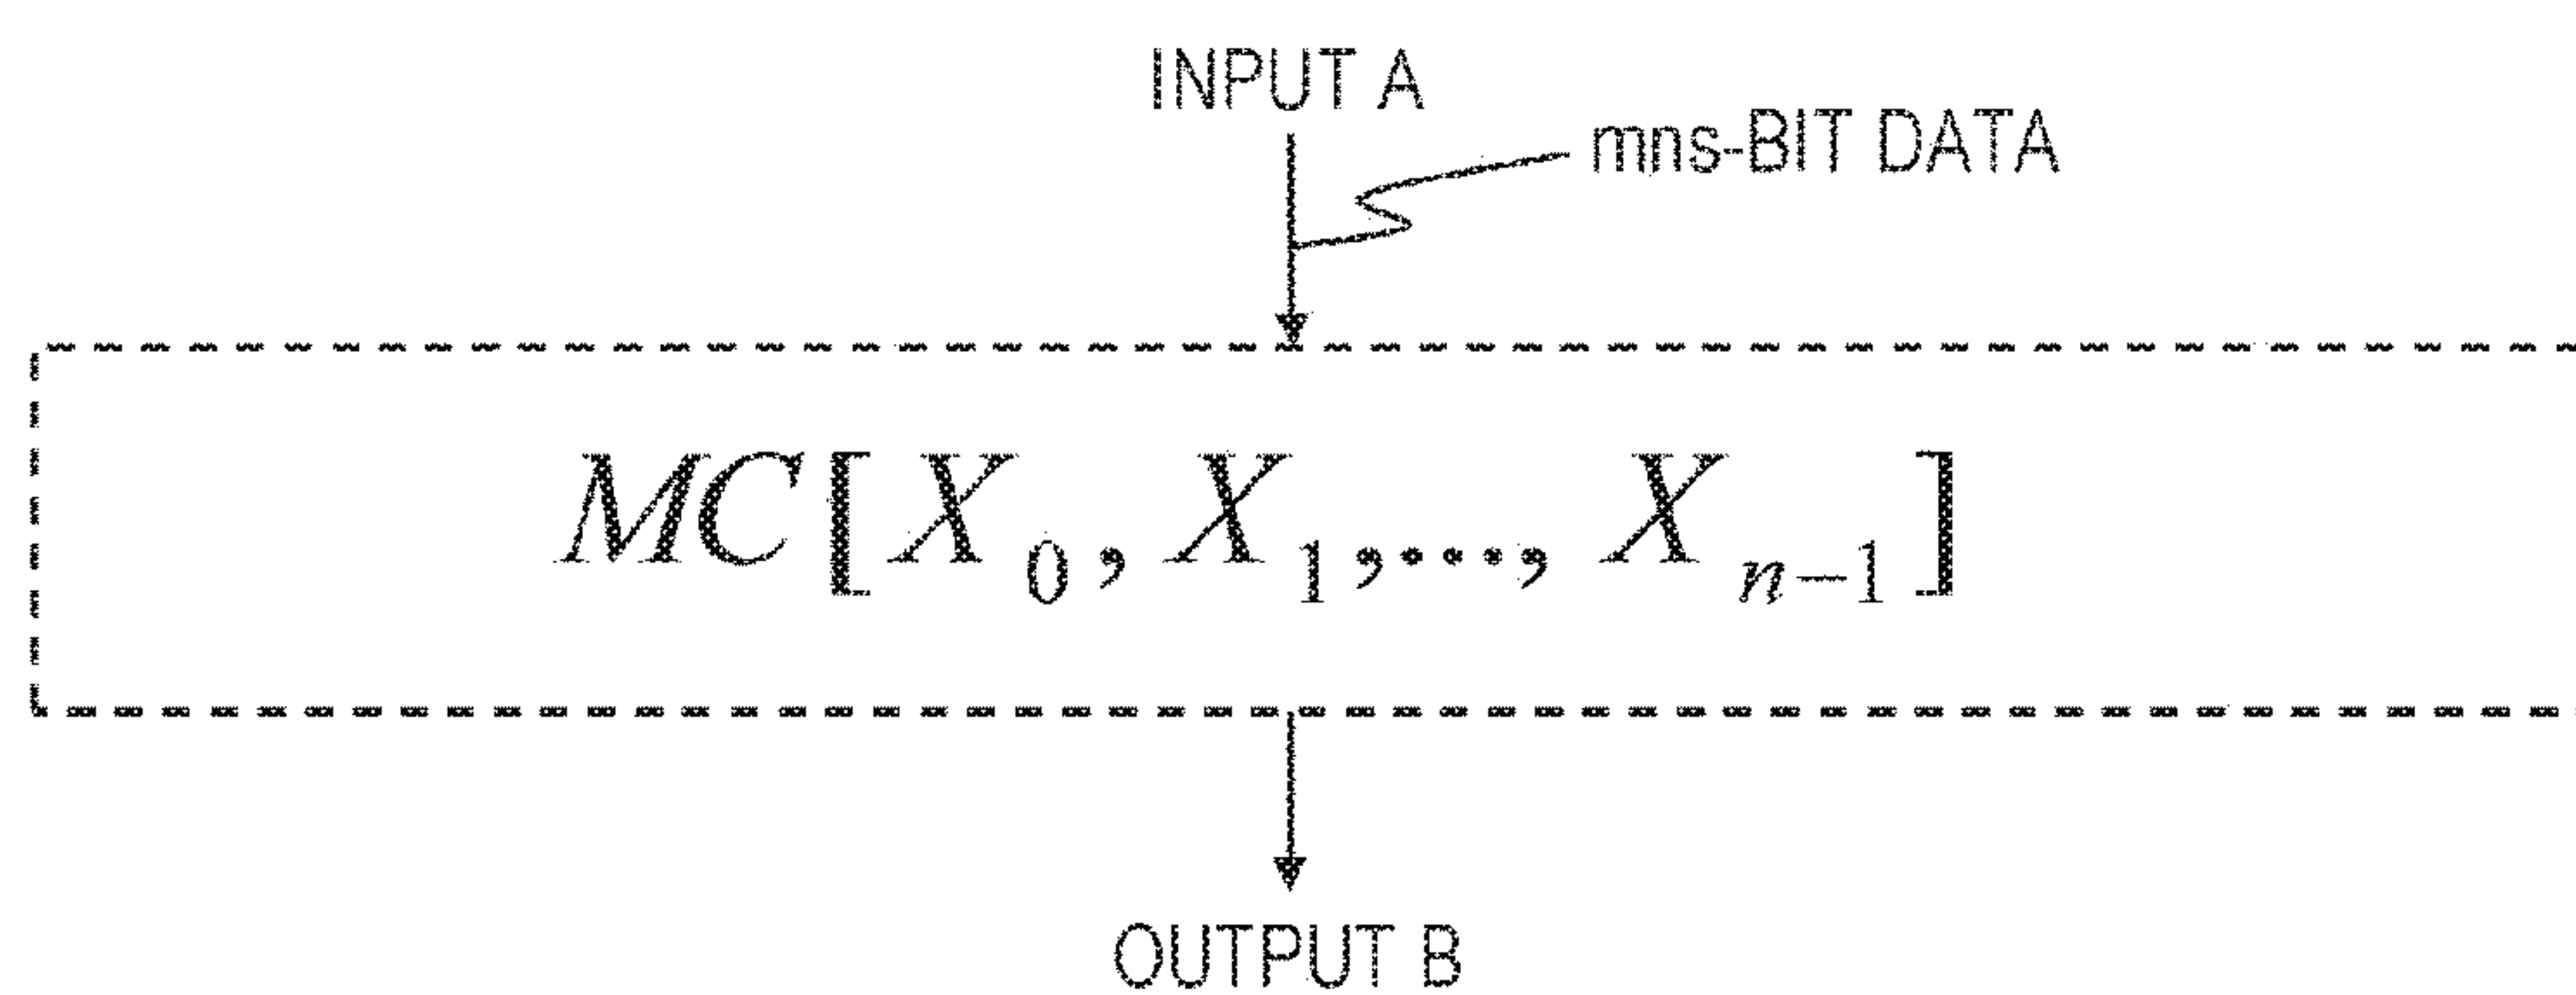 INPUT A
mns-BIT DATA
MC[X₀, X₁,..., Xₙ₋₁]
OUTPUT B